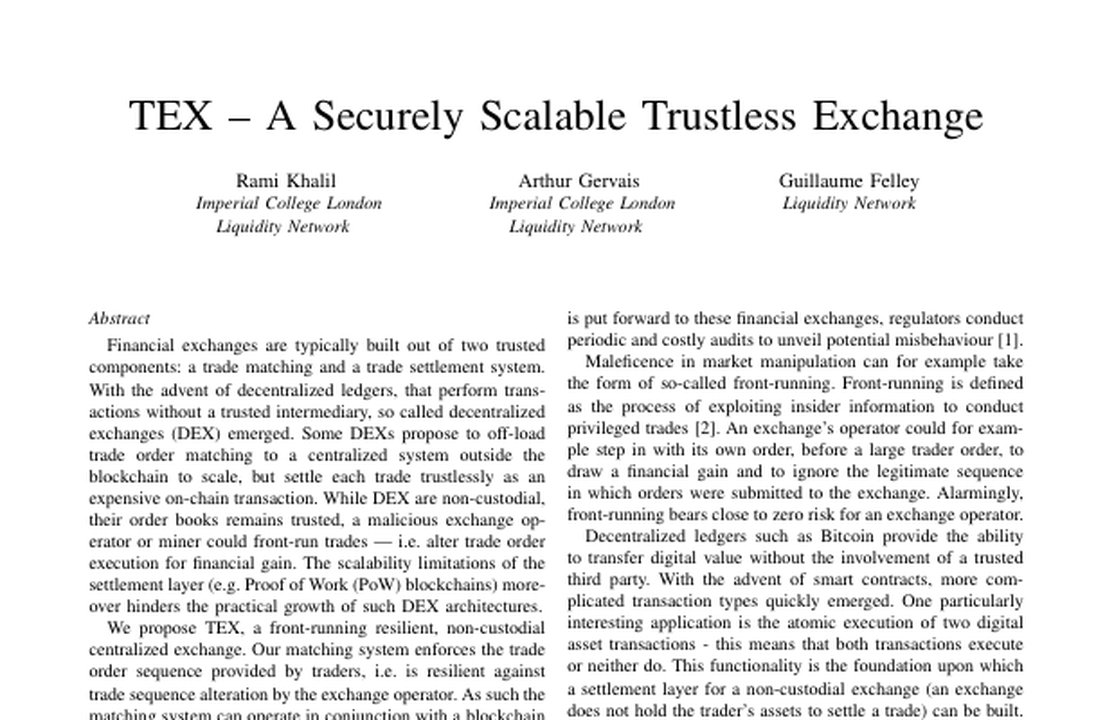 TEX – A Securely Scalable Trustless Exchange
Rami Khalil
Imperial College London
Liquidity Network
Arthur Gervais
Imperial College London
Liquidity Network
Guillaume Felley
Liquidity Network
Abstract
Financial exchanges are typically built out of two trusted
components: a trade matching and a trade settlement system.
With the advent of decentralized ledgers, that perform trans-
actions without a trusted intermediary, so called decentralized
exchanges (DEX) emerged. Some DEXs propose to off-load
trade order matching to a centralized system outside the
blockchain to scale, but settle each trade trustlessly as an
expensive on-chain transaction. While DEX are non-custodial,
their order books remains trusted, a malicious exchange op-
erator or miner could front-run trades — i.e. alter trade order
execution for financial gain. The scalability limitations of the
settlement layer (e.g. Proof of Work (PoW) blockchains) more-
over hinders the practical growth of such DEX architectures.
We propose TEX, a front-running resilient, non-custodial
centralized exchange. Our matching system enforces the trade
order sequence provided by traders, i.e. is resilient against
trade sequence alteration by the exchange operator. As such the
matching system can operate in conjunction with a blockchain
is put forward to these financial exchanges, regulators conduct
periodic and costly audits to unveil potential misbehaviour [1].
Maleficence in market manipulation can for example take
the form of so-called front-running. Front-running is defined
as the process of exploiting insider information to conduct
privileged trades [2]. An exchange's operator could for exam-
ple step in with its own order, before a large trader order, to
draw a financial gain and to ignore the legitimate sequence
in which orders were submitted to the exchange. Alarmingly,
front-running bears close to zero risk for an exchange operator.
Decentralized ledgers such as Bitcoin provide the ability
to transfer digital value without the involvement of a trusted
third party. With the advent of smart contracts, more com-
plicated transaction types quickly emerged. One particularly
interesting application is the atomic execution of two digital
asset transactions - this means that both transactions execute
or neither do. This functionality is the foundation upon which
a settlement layer for a non-custodial exchange (an exchange
does not hold the trader's assets to settle a trade) can be built.